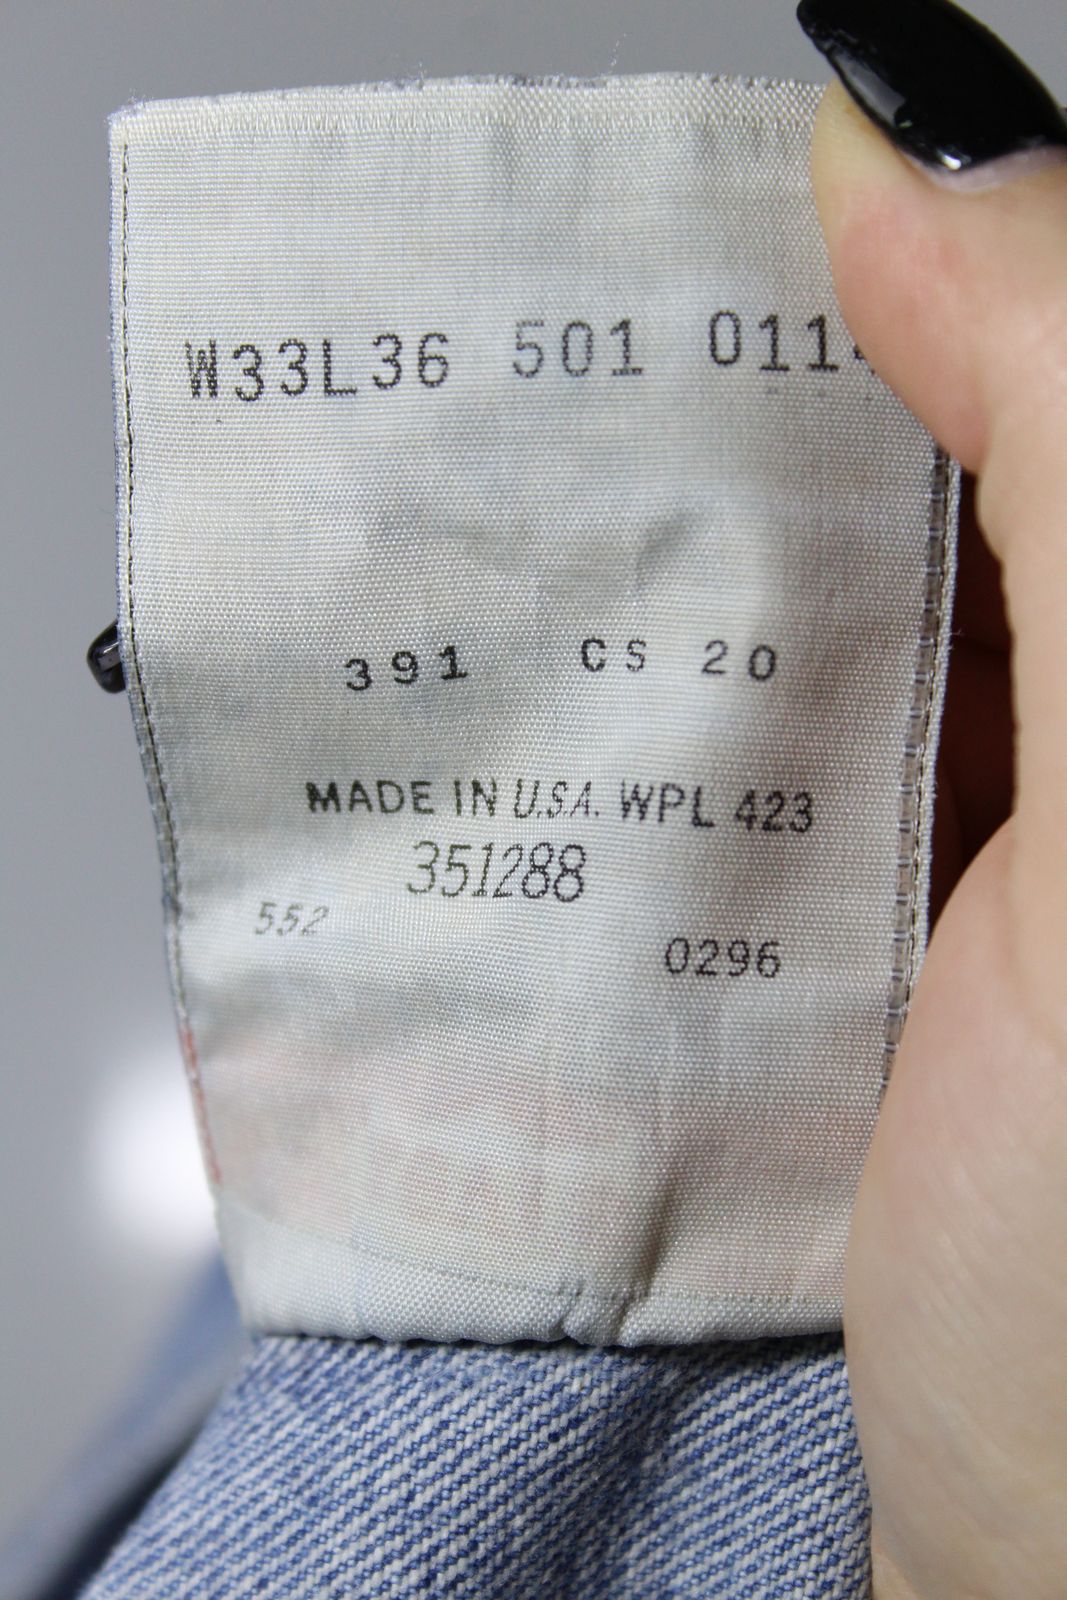 W33L36 501 011
391 CS 20
MADE IN U.S.A. WPL 423
351288
552
0296